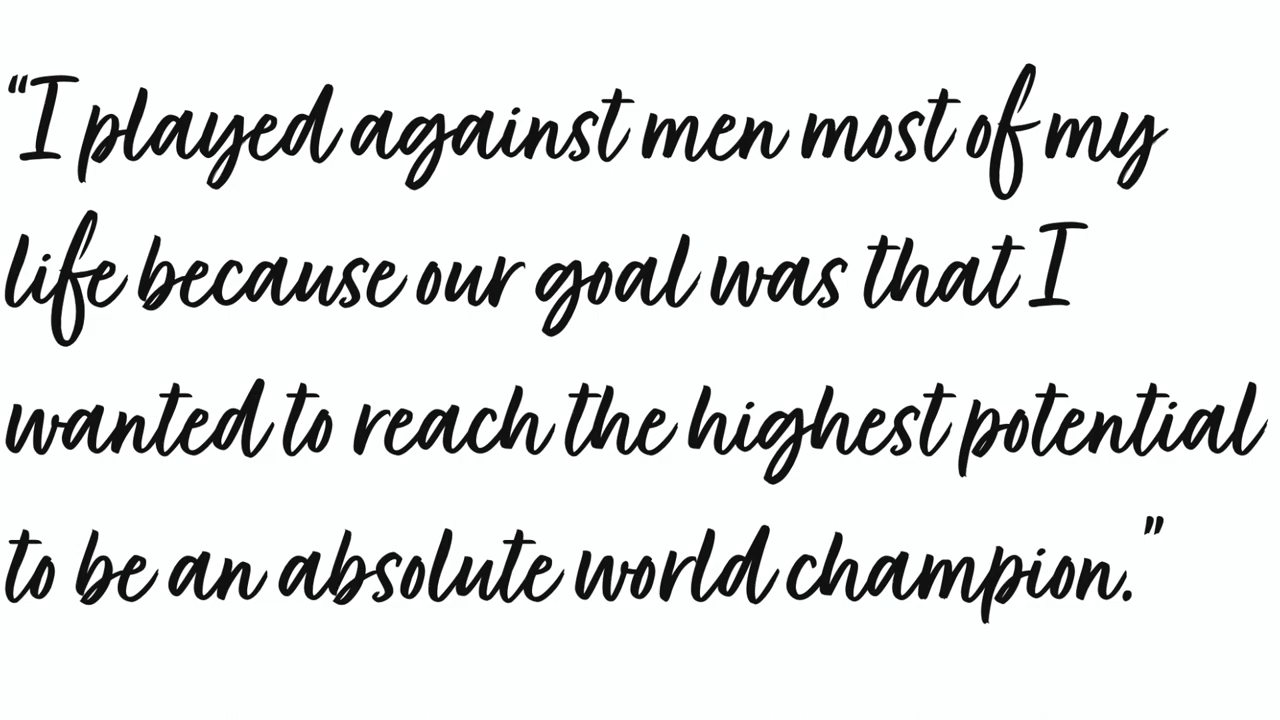 “I played against men most of my
life because our goal was that I
wanted to reach the highest potential
to be an absolute world champion.”